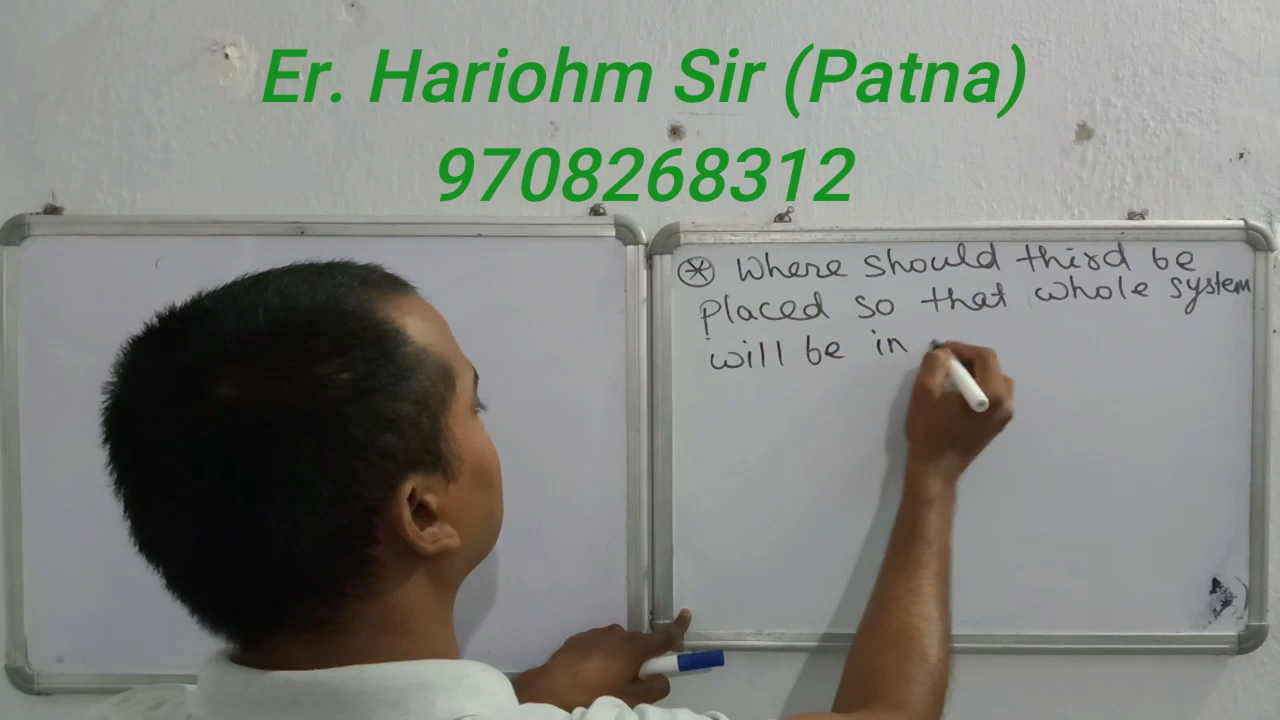 Er. Hariohm Sir (Patna)
9708268312
Where should third be
placed so that whole system
will be in